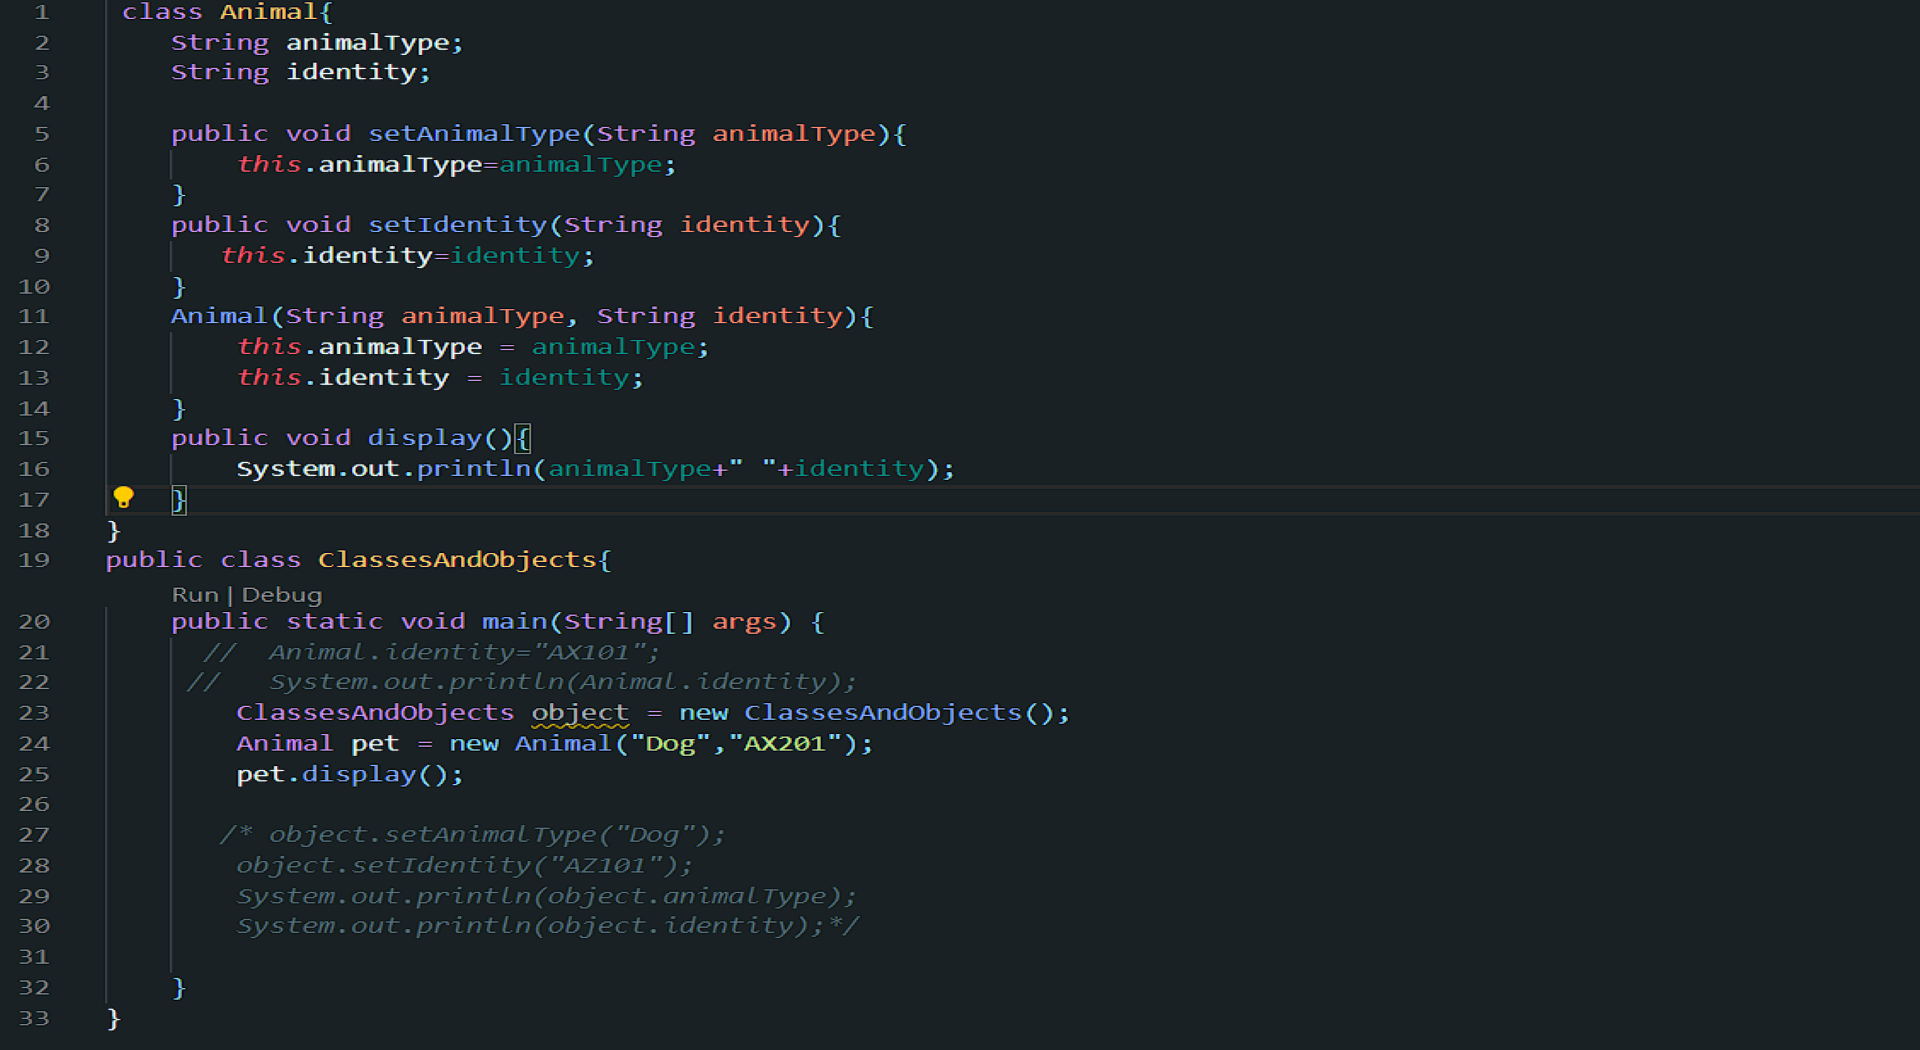 1 class Animal{
2 String animalType;
3 String identity;
4
5 public void setAnimalType(String animalType){
6 this.animalType=animalType;
7 }
8 public void setIdentity(String identity){
9 this.identity=identity;
10 }
11 Animal(String animalType, String identity){
12 this.animalType = animalType;
13 this.identity = identity;
14 }
15 public void display(){
16 System.out.println(animalType+" "+identity);
17 }
18 }
19 public class ClassesAndObjects{
Run | Debug
20 public static void main(String[] args) {
21 // Animal.identity="AX101";
22 // System.out.println(Animal.identity);
23 ClassesAndObjects object = new ClassesAndObjects();
24 Animal pet = new Animal("Dog","AX201");
25 pet.display();
26
27 /* object.setAnimalType("Dog");
28 object.setIdentity("AZ101");
29 System.out.println(object.animalType);
30 System.out.println(object.identity);*/
31
32 }
33 }